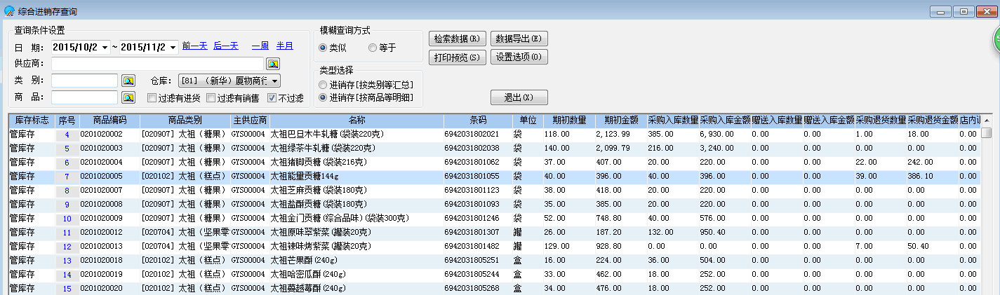 综合进销存查询
查询条件设置
日 期: 2015/10/2 ~ 2015/11/2 前一天 后一天 一周 半月
供应商:
类 别: 仓库: [81] (新华) 厦物商行
商 品: 过滤有进货 过滤有销售 不过滤
模糊查询方式
类似 等于
类型选择
进销存[按类别等汇总]
进销存[按商品等明细]
检索数据(R) 数据导出(E)
打印预览(S) 设置选项(O)
退出(X)
库存标志 序号 商品编码 商品类别 主供应商 名称 条码 单位 期初数量 期初金额 采购入库数量 采购入库金额 赠送入库数量 赠送入库金额 采购退货数量 采购退货金额 店内
管库存 4 0201020002 [020907] 太祖(糖果) GYS00004 太祖巴旦木牛轧糖(袋装220克) 6942031802021 袋 118.00 2,123.99 385.00 6,930.00 0.00 0.00 1.00 18.00 0.00
管库存 5 0201020003 [020907] 太祖(糖果) GYS00004 太祖绿茶牛轧糖(袋装220克) 6942031802038 袋 140.00 2,099.79 216.00 3,240.00 0.00 0.00 0.00 0.00 0.00
管库存 6 0201020004 [020907] 太祖(糖果) GYS00004 太祖猪脚贡糖(袋装216克) 6942031801062 袋 37.00 407.00 20.00 220.00 0.00 0.00 22.00 242.00 0.00
管库存 7 0201020005 [020102] 太祖(糕点) GYS00004 太祖能量贡糖144g 6942031801055 袋 40.00 396.00 40.00 396.00 0.00 0.00 39.00 386.10 0.00
管库存 8 0201020007 [020907] 太祖(糖果) GYS00004 太祖芝麻贡糖(袋装180克) 6942031801123 袋 38.00 418.00 20.00 220.00 0.00 0.00 0.00 0.00 0.00
管库存 9 0201020008 [020907] 太祖(糖果) GYS00004 太祖盐酥贡糖(袋装180克) 6942031801093 袋 35.00 385.00 20.00 220.00 0.00 0.00 0.00 0.00 0.00
管库存 10 0201020009 [020907] 太祖(糖果) GYS00004 太祖金门贡糖(综合品味)(袋装300克) 6942031801246 袋 52.00 748.80 40.00 576.00 0.00 0.00 0.00 0.00 0.00
管库存 11 0201020012 [020704] 太祖(坚果零 GYS00004 太祖原味翠紫菜(罐装20克) 6942031801307 罐 26.00 187.20 132.00 950.40 0.00 0.00 0.00 0.00 0.00
管库存 12 0201020013 [020704] 太祖(坚果零 GYS00004 太祖辣味烤紫菜(罐装20克) 6942031801482 罐 129.00 928.80 0.00 0.00 0.00 0.00 7.00 50.40 0.00
管库存 13 0201020018 [020102] 太祖(糕点) GYS00004 太祖芒果酥(240g) 6942031805251 盒 16.00 224.00 36.00 504.00 0.00 0.00 0.00 0.00 0.00
管库存 14 0201020019 [020102] 太祖(糕点) GYS00004 太祖哈密瓜酥(240g) 6942031805244 盒 33.00 462.00 18.00 252.00 0.00 0.00 0.00 0.00 0.00
管库存 15 0201020020 [020102] 太祖(糕点) GYS00004 太祖蔓越莓酥(240g) 6942031805268 盒 34.00 476.00 18.00 252.00 0.00 0.00 0.00 0.00 0.00